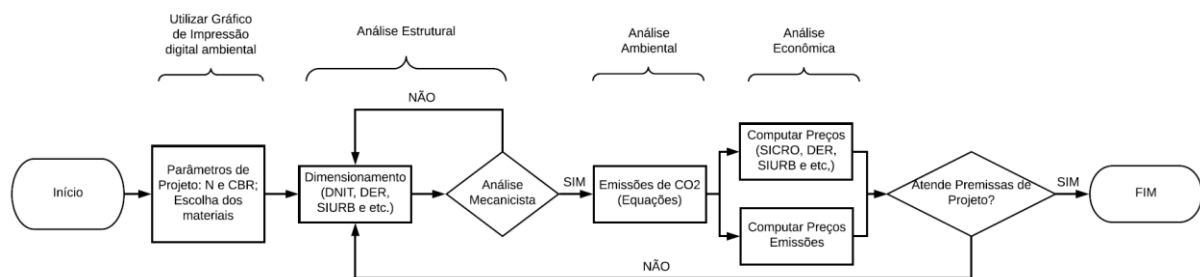 Utilizar Gráfico
de Impressão
digital ambiental
Análise Estrutural
Análise
Ambiental
Análise
Econômica
NÃO
Início
Parâmetros de
Projeto: N e CBR;
Escolha dos
materiais
Dimensionamento
(DNIT, DER,
SIURB e etc.)
Análise
Mecanicista
SIM
Emissões de CO2
(Equações)
Computar Preços
(SICRO, DER,
SIURB e etc,)
Computar Preços
Emissões
Atende Premissas de
Projeto?
SIM
FIM
NÃO